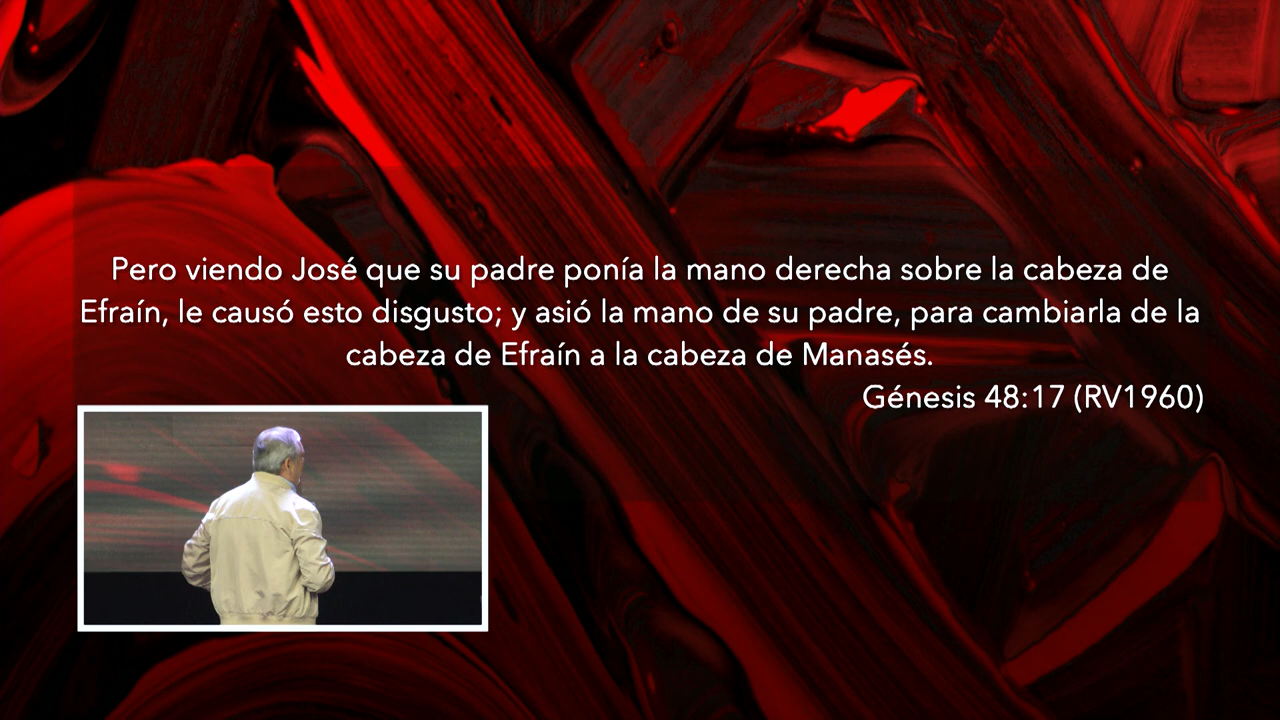 Pero viendo José que su padre ponía la mano derecha sobre la cabeza de
Efraín, le causó esto disgusto; y asió la mano de su padre, para cambiarla de la
cabeza de Efraín a la cabeza de Manasés.
Génesis 48:17 (RV1960)